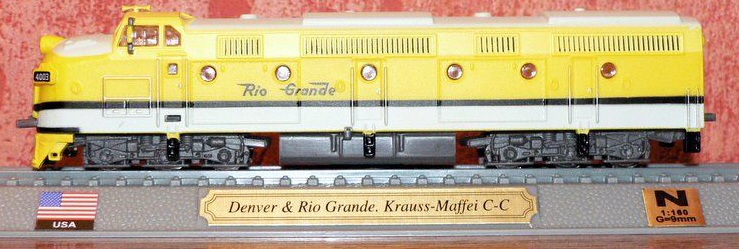 4003
Rio Grande
USA
Denver & Rio Grande. Krauss-Maffei C-C
N
1:160
G=9mm